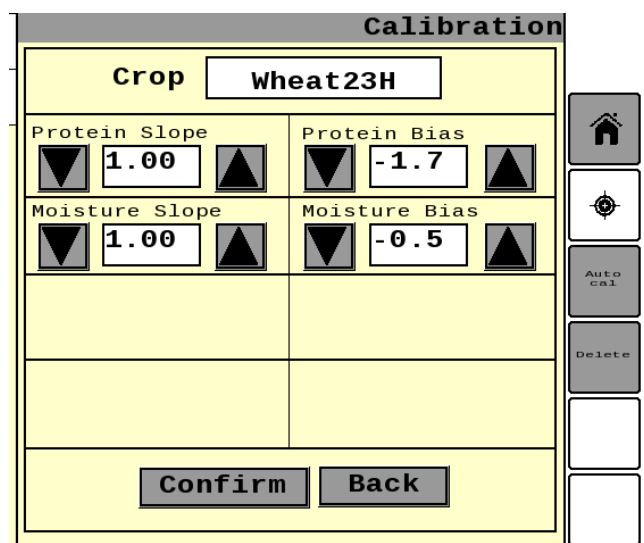 Calibration
Crop Wheat23H
Protein Slope
1.00
Protein Bias
-1.7
Moisture Slope
1.00
Moisture Bias
-0.5
Confirm Back
Auto
cal
Delete